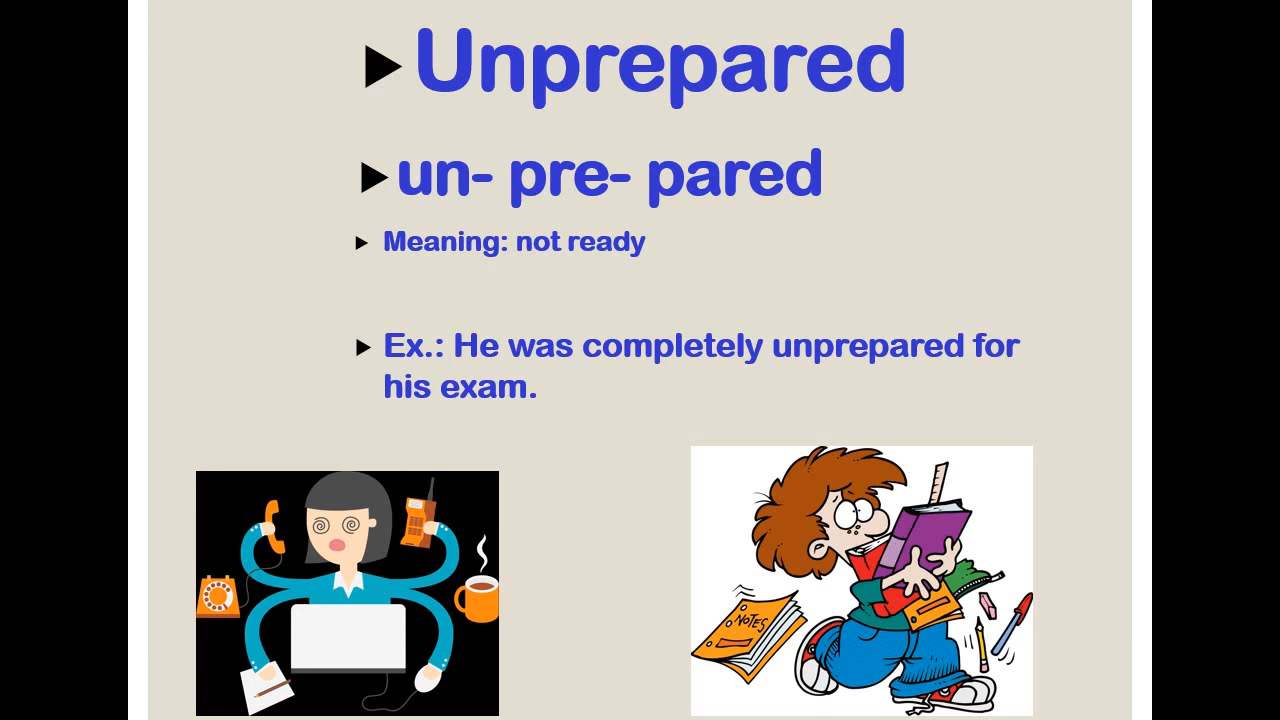 Unprepared
un- pre- pared
Meaning: not ready
Ex.: He was completely unprepared for
his exam.
NOTES